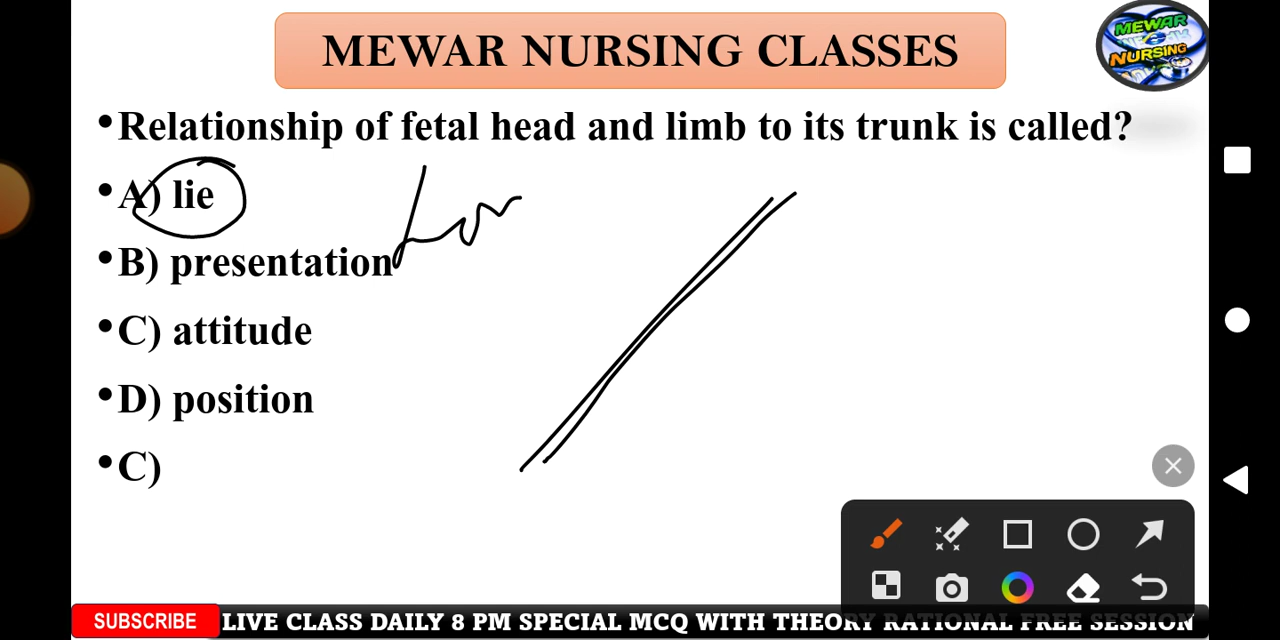 MEWAR NURSING CLASSES
MEWAR
NURSING
•Relationship of fetal head and limb to its trunk is called?
•A) lie
•B) presentation
•C) attitude
•D) position
•C)
SUBSCRIBE LIVE CLASS DAILY 8 PM SPECIAL MCQ WITH THEORY RATIONAL FREE SESSION